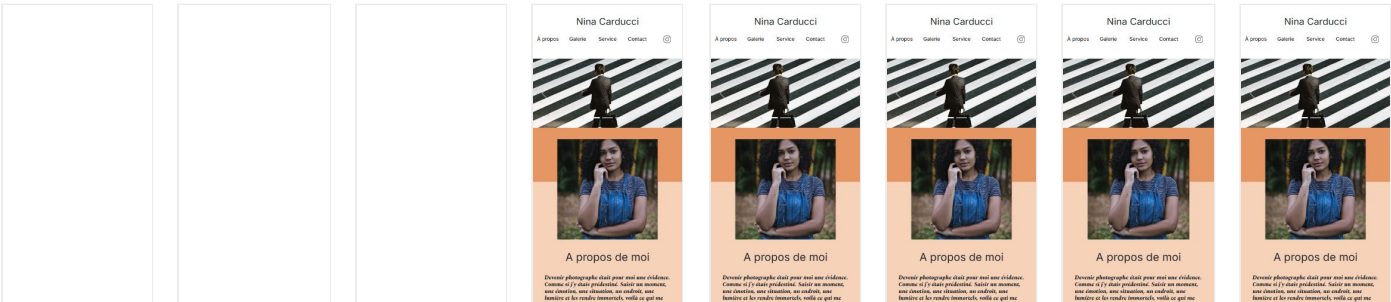 Nina Carducci
À propos Galerie Service Contact
A propos de moi
Devenir photographe était pour moi une évidence.
Comme si j'y étais prédestiné. Saisir un moment,
une émotion, une situation, un endroit, une
lumière et les rendre immortels, voilà ce qui me
Nina Carducci
À propos Galerie Service Contact
A propos de moi
Devenir photographe était pour moi une évidence.
Comme si j'y étais prédestiné. Saisir un moment,
une émotion, une situation, un endroit, une
lumière et les rendre immortels, voilà ce qui me
Nina Carducci
À propos Galerie Service Contact
A propos de moi
Devenir photographe était pour moi une évidence.
Comme si j'y étais prédestiné. Saisir un moment,
une émotion, une situation, un endroit, une
lumière et les rendre immortels, voilà ce qui me
Nina Carducci
À propos Galerie Service Contact
A propos de moi
Devenir photographe était pour moi une évidence.
Comme si j'y étais prédestiné. Saisir un moment,
une émotion, une situation, un endroit, une
lumière et les rendre immortels, voilà ce qui me
Nina Carducci
À propos Galerie Service Contact
A propos de moi
Devenir photographe était pour moi une évidence.
Comme si j'y étais prédestiné. Saisir un moment,
une émotion, une situation, un endroit, une
lumière et les rendre immortels, voilà ce qui me